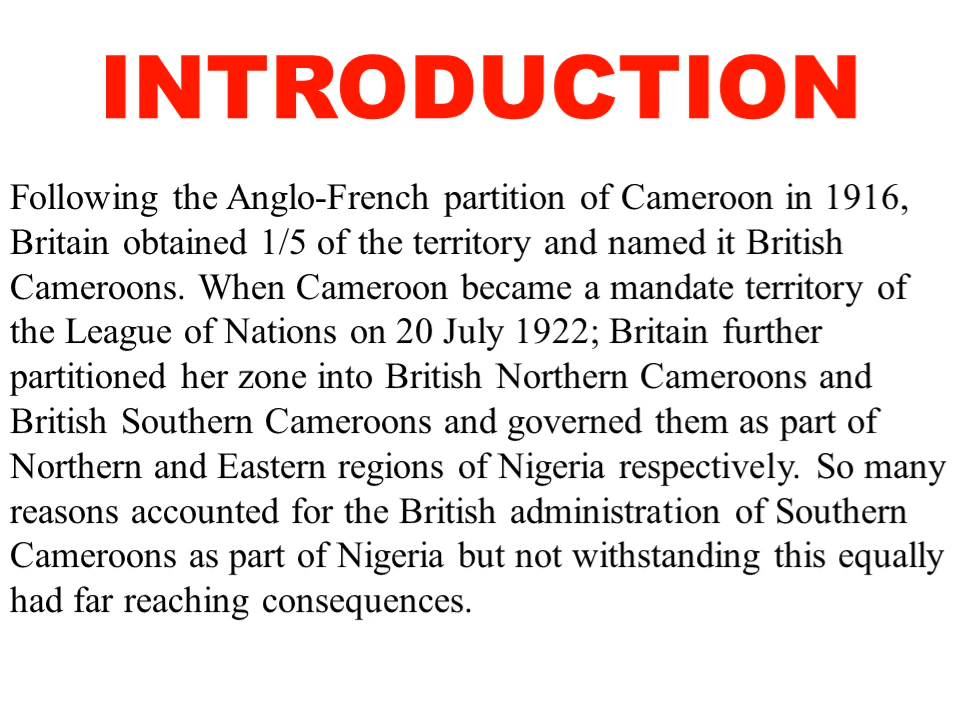 INTRODUCTION
Following the Anglo-French partition of Cameroon in 1916,
Britain obtained 1/5 of the territory and named it British
Cameroons. When Cameroon became a mandate territory of
the League of Nations on 20 July 1922; Britain further
partitioned her zone into British Northern Cameroons and
British Southern Cameroons and governed them as part of
Northern and Eastern regions of Nigeria respectively. So many
reasons accounted for the British administration of Southern
Cameroons as part of Nigeria but not withstanding this equally
had far reaching consequences.